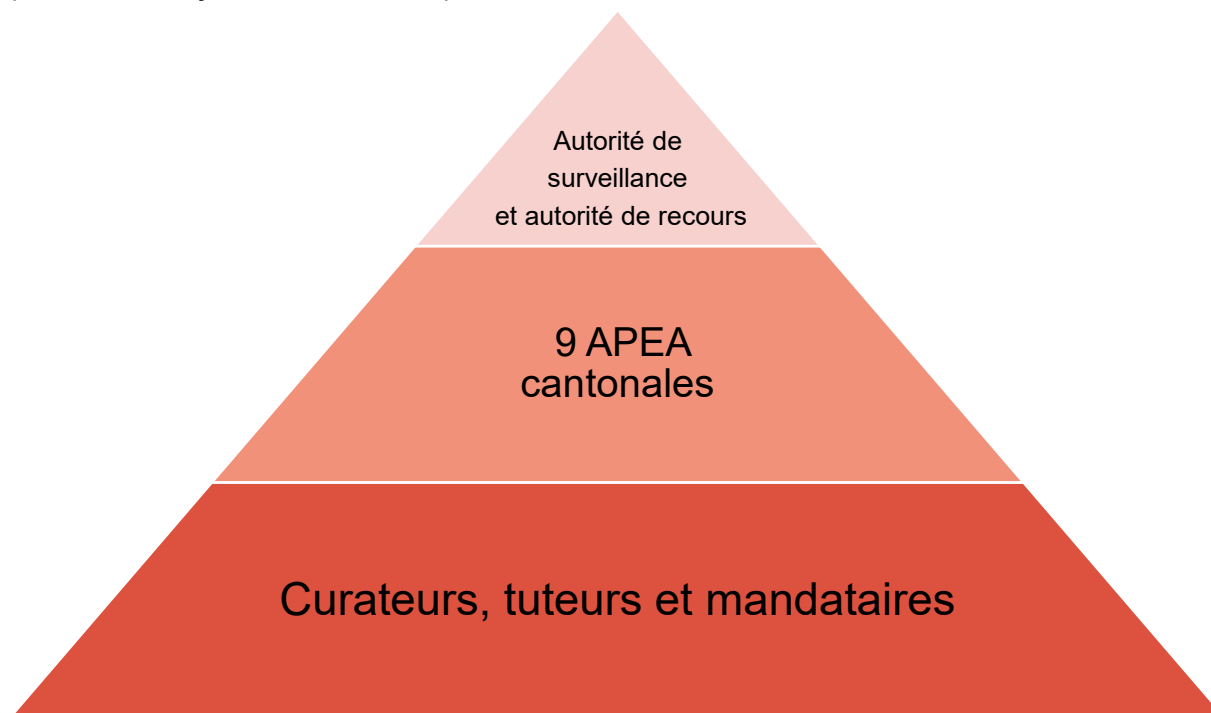 Autorité de
surveillance
et autorité de recours
9 APEA
cantonales
Curateurs, tuteurs et mandataires